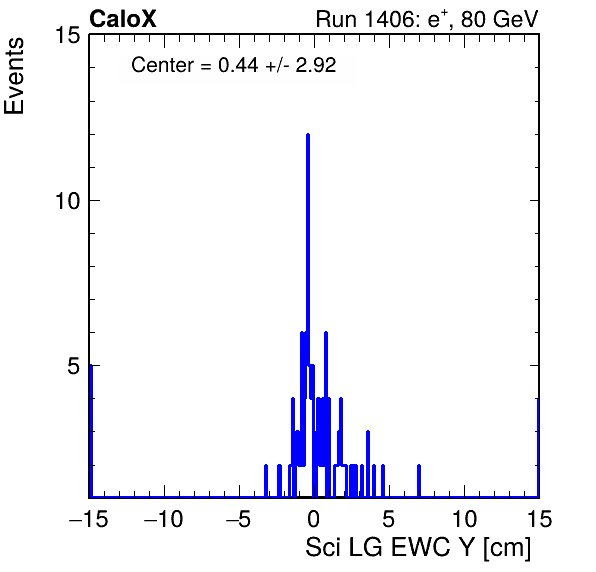 CaloX Run 1406: e+, 80 GeV
Center = 0.44 +/- 2.92
Events
15
10
5
−15 −10 −5 0 5 10 15
Sci LG EWC Y [cm]